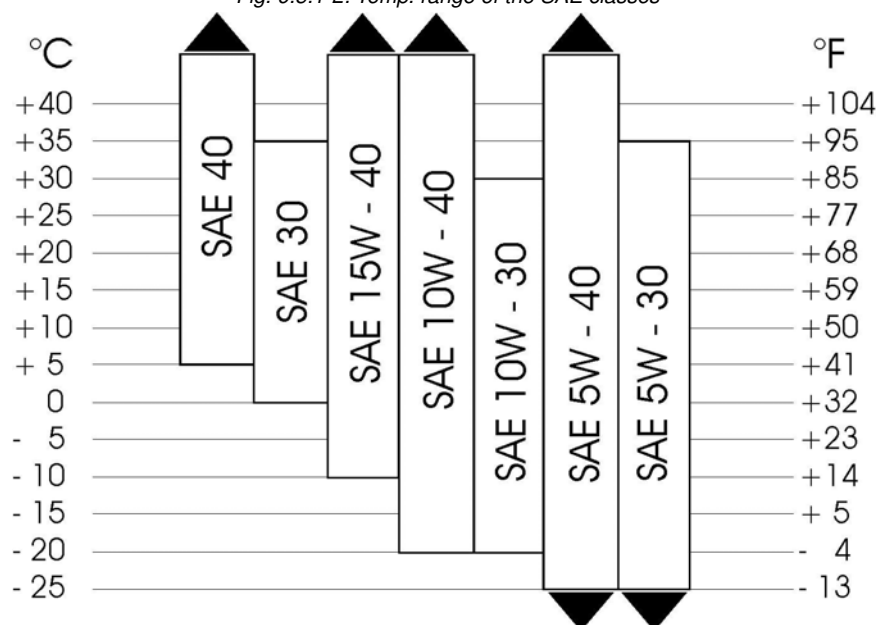 Fig. 9.3.1-2: Temp. range of the SAE classes
°C
°F
+40
+104
+35
+95
+30
+85
+25
+77
+20
+68
+15
+59
+10
+50
+ 5
+41
0
+32
- 5
+23
- 10
+14
- 15
+ 5
- 20
- 4
- 25
- 13
SAE 40
SAE 30
SAE 15W - 40
SAE 10W - 40
SAE 10W - 30
SAE 5W - 40
SAE 5W - 30